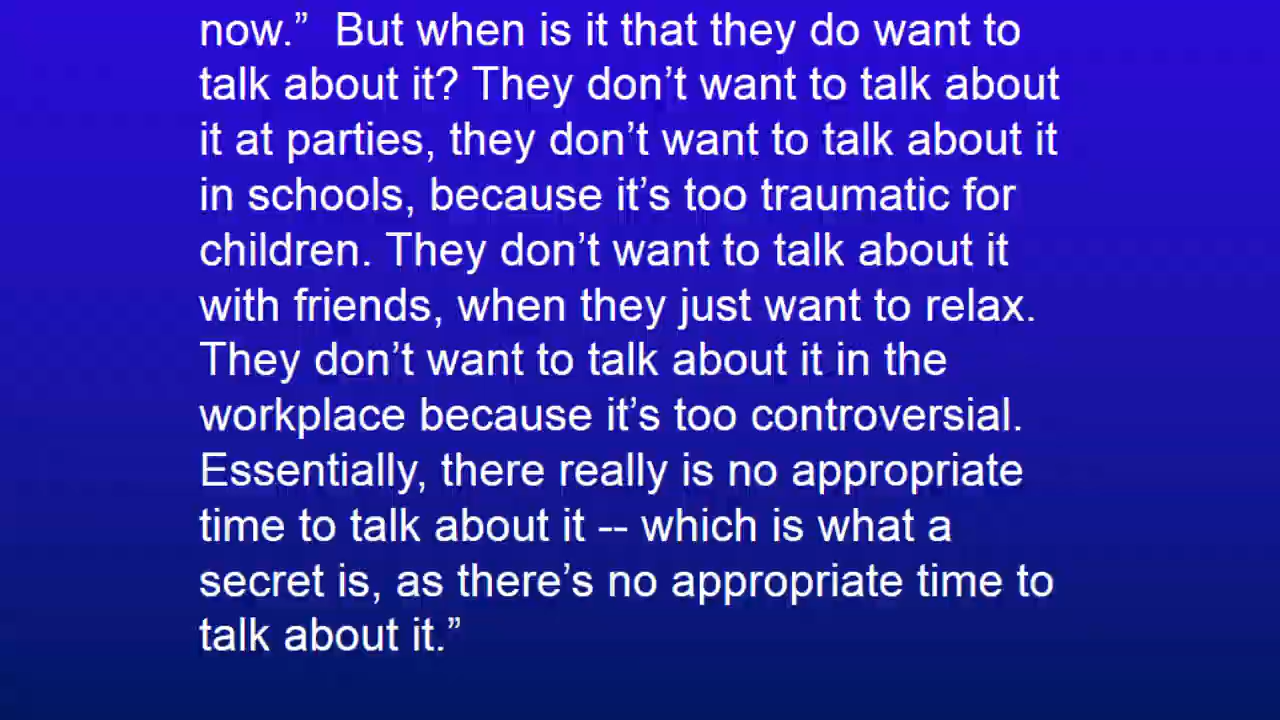 now.”  But when is it that they do want to
talk about it? They don’t want to talk about
it at parties, they don’t want to talk about it
in schools, because it’s too traumatic for
children. They don’t want to talk about it
with friends, when they just want to relax.
They don’t want to talk about it in the
workplace because it’s too controversial.
Essentially, there really is no appropriate
time to talk about it -- which is what a
secret is, as there’s no appropriate time to
talk about it.”